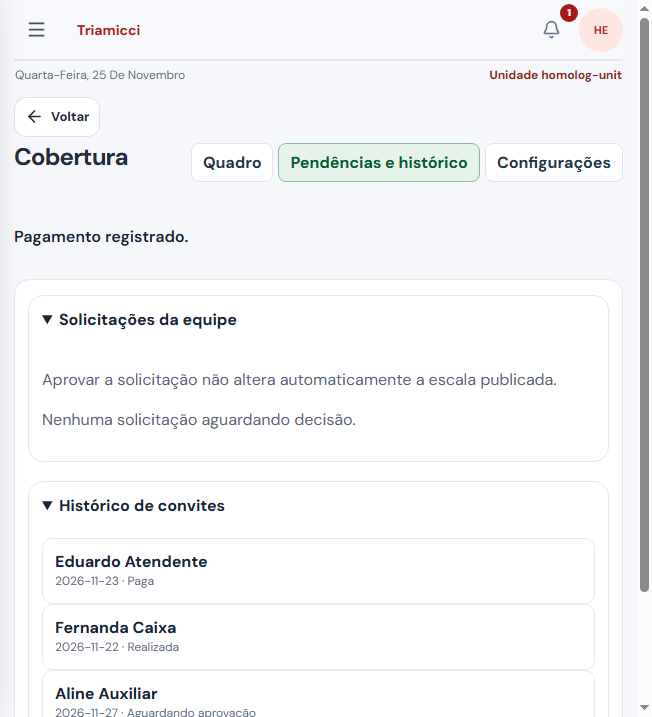 Triamicci
1
HE
Quarta-Feira, 25 De Novembro
Unidade homolog-unit
Voltar
Cobertura
Quadro
Pendências e histórico
Configurações
Pagamento registrado.
Solicitações da equipe
Aprovar a solicitação não altera automaticamente a escala publicada.
Nenhuma solicitação aguardando decisão.
Histórico de convites
Eduardo Atendente
2026-11-23 · Paga
Fernanda Caixa
2026-11-22 · Realizada
Aline Auxiliar
2026-11-27 · Aguardando aprovação